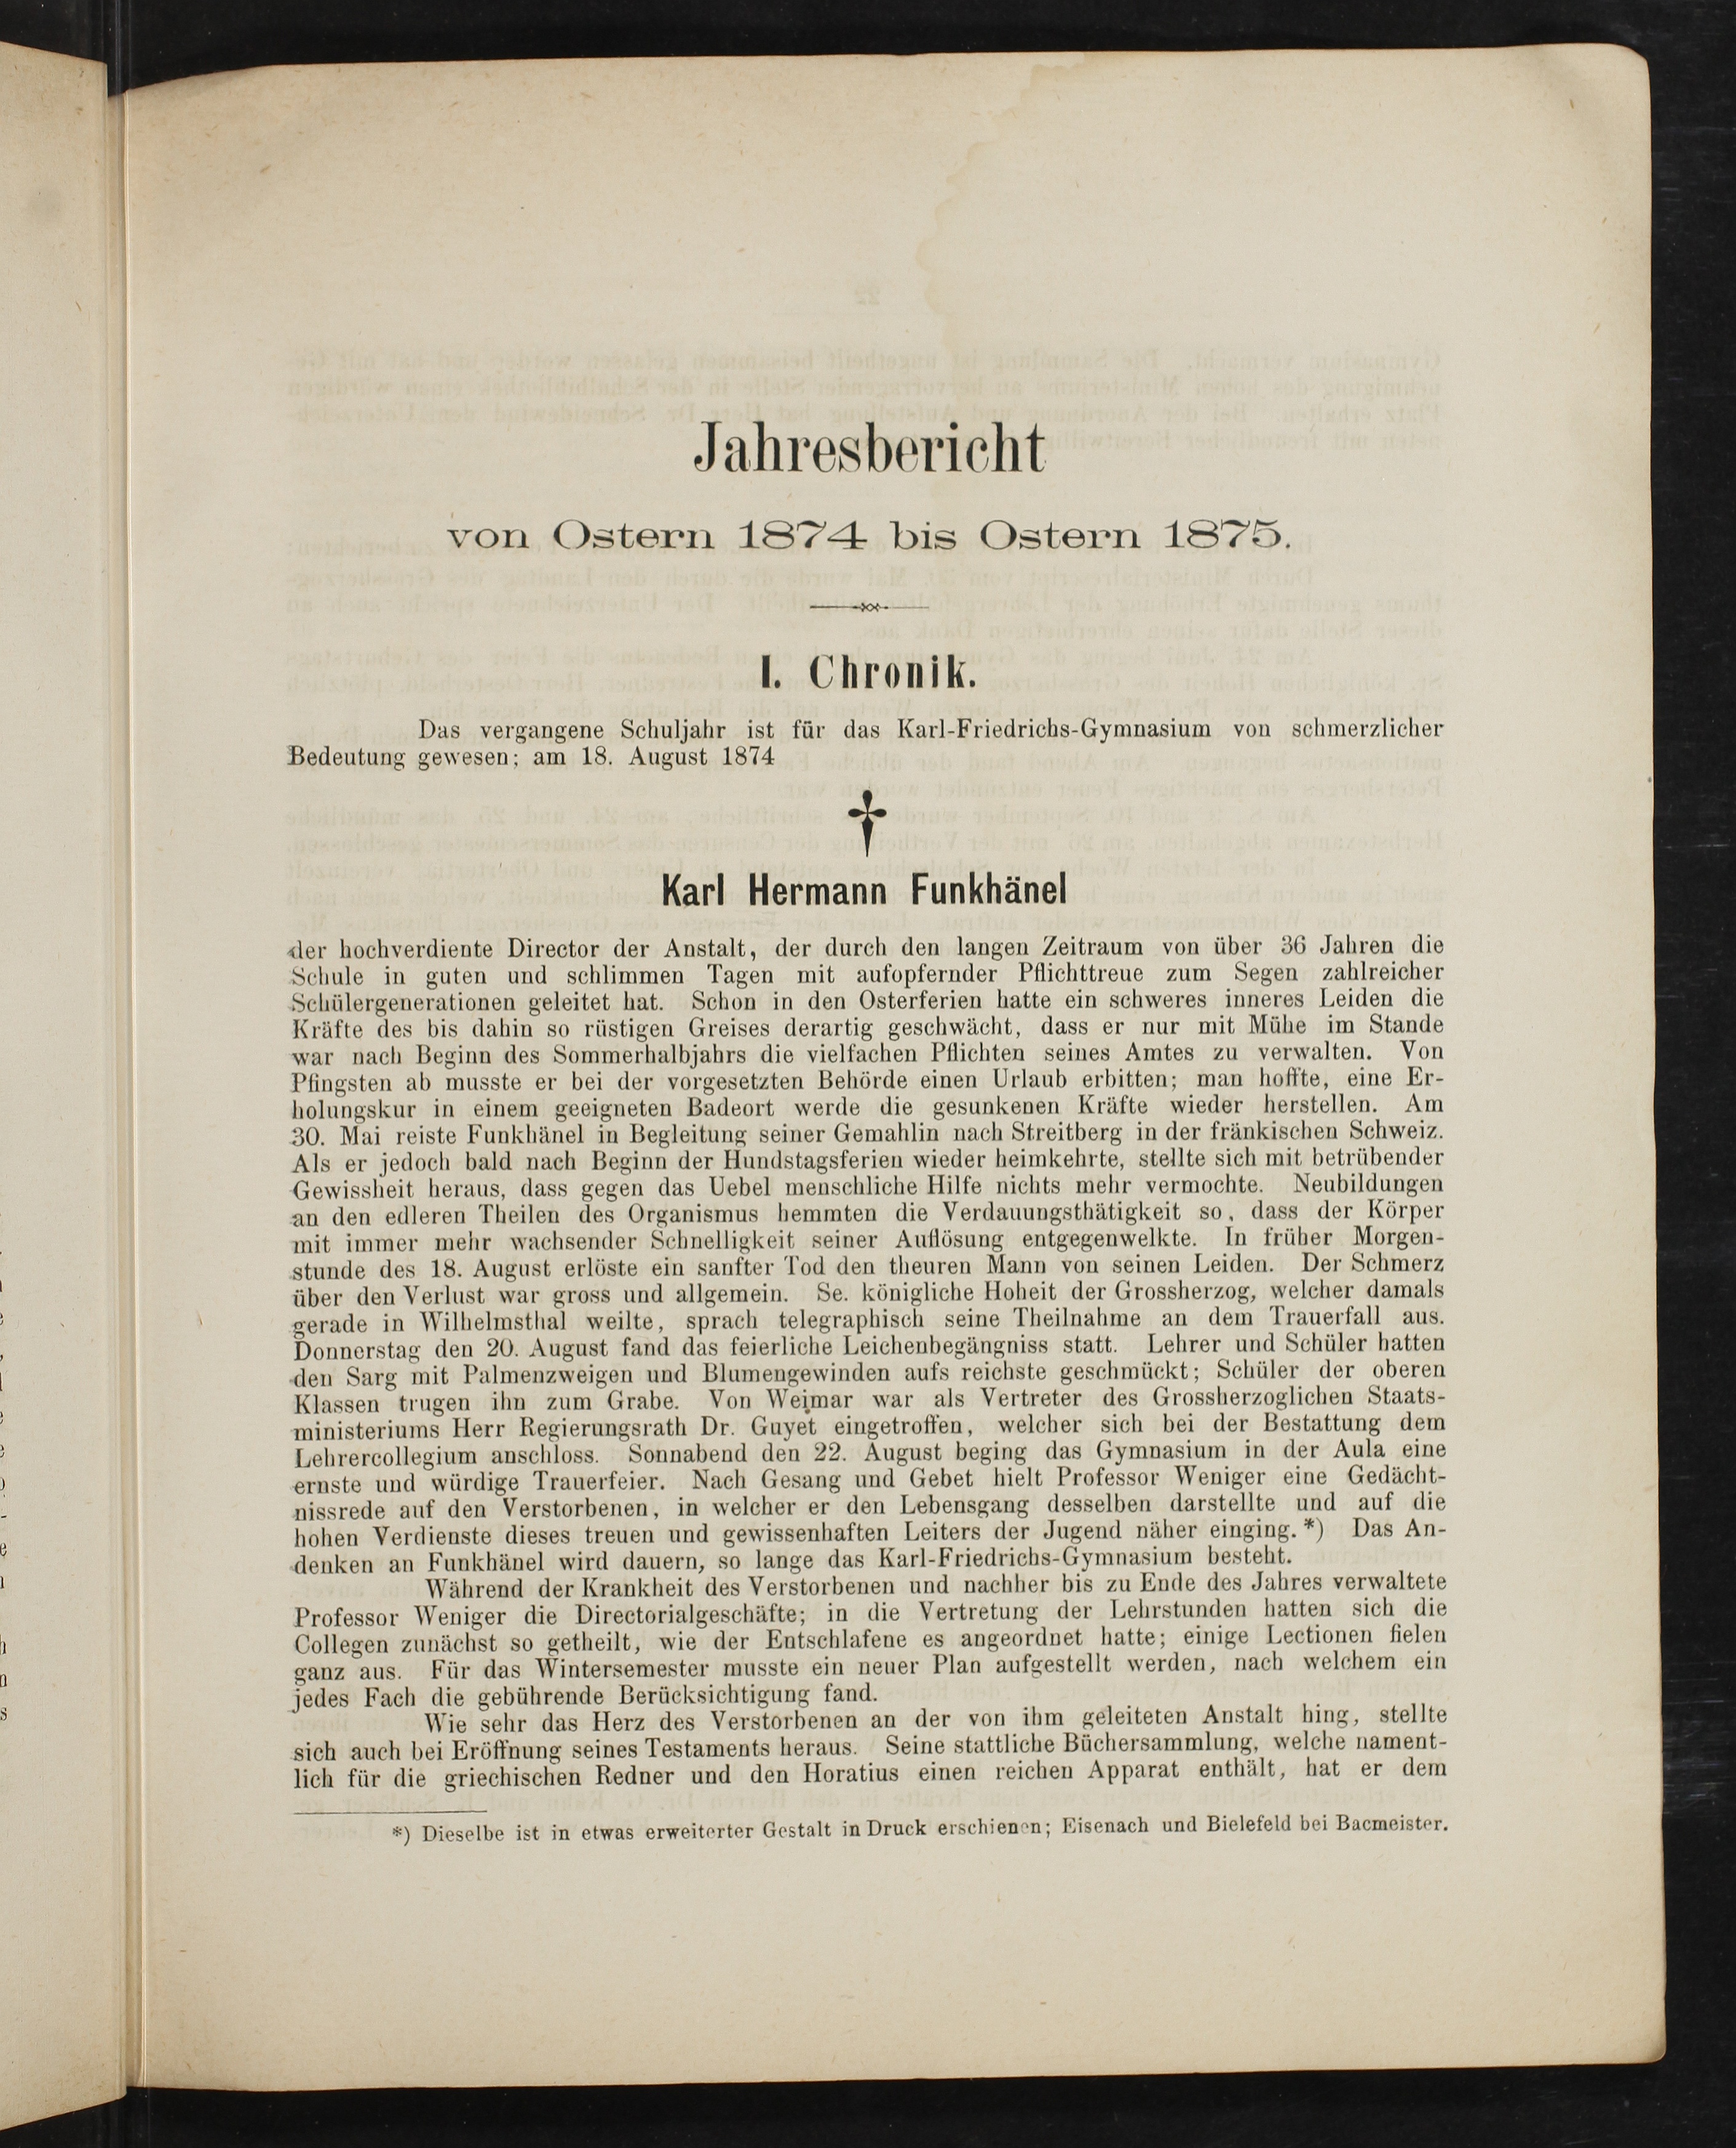 Jahresbericht
von Ostern 1874 bis Ostern 1875.
I. Chronik.
Das vergangene Schuljahr ist für das Karl-Friedrichs-Gymnasium von schmerzlicher
Bedeutung gewesen; am 18. August 1874
†
Karl Hermann Funkhänel
der hochverdiente Director der Anstalt, der durch den langen Zeitraum von über 36 Jahren die
Schule in guten und schlimmen Tagen mit aufopfernder Pflichttreue zum Segen zahlreicher
Schülergenerationen geleitet hat. Schon in den Osterferien hatte ein schweres inneres Leiden die
Kräfte des bis dahin so rüstigen Greises derartig geschwächt, dass er nur mit Mühe im Stande
war nach Beginn des Sommerhalbjahrs die vielfachen Pflichten seines Amtes zu verwalten. Von
Pfingsten ab musste er bei der vorgesetzten Behörde einen Urlaub erbitten; man hoffte, eine Er-
holungskur in einem geeigneten Badeort werde die gesunkenen Kräfte wieder herstellen. Am
30. Mai reiste Funkhänel in Begleitung seiner Gemahlin nach Streitberg in der fränkischen Schweiz.
Als er jedoch bald nach Beginn der Hundstagsferien wieder heimkehrte, stellte sich mit betrübender
Gewissheit heraus, dass gegen das Uebel menschliche Hilfe nichts mehr vermochte. Neubildungen
an den edleren Theilen des Organismus hemmten die Verdauungsthätigkeit so, dass der Körper
mit immer mehr wachsender Schnelligkeit seiner Auflösung entgegenwelkte. In früher Morgen-
stunde des 18. August erlöste ein sanfter Tod den theuren Mann von seinen Leiden. Der Schmerz
über den Verlust war gross und allgemein. Se. königliche Hoheit der Grossherzog, welcher damals
gerade in Wilhelmsthal weilte, sprach telegraphisch seine Theilnahme an dem Trauerfall aus.
Donnerstag den 20. August fand das feierliche Leichenbegängniss statt. Lehrer und Schüler hatten
den Sarg mit Palmenzweigen und Blumengewinden aufs reichste geschmückt; Schüler der oberen
Klassen trugen ihn zum Grabe. Von Weimar war als Vertreter des Grossherzoglichen Staats-
ministeriums Herr Regierungsrath Dr. Guyet eingetroffen, welcher sich bei der Bestattung dem
Lehrercollegium anschloss. Sonnabend den 22. August beging das Gymnasium in der Aula eine
ernste und würdige Trauerfeier. Nach Gesang und Gebet hielt Professor Weniger eine Gedächt-
nissrede auf den Verstorbenen, in welcher er den Lebensgang desselben darstellte und auf die
hohen Verdienste dieses treuen und gewissenhaften Leiters der Jugend näher einging.*) Das An-
denken an Funkhänel wird dauern, so lange das Karl-Friedrichs-Gymnasium besteht.
Während der Krankheit des Verstorbenen und nachher bis zu Ende des Jahres verwaltete
Professor Weniger die Directorialgeschäfte; in die Vertretung der Lehrstunden hatten sich die
Collegen zunächst so getheilt, wie der Entschlafene es angeordnet hatte; einige Lectionen fielen
ganz aus. Für das Wintersemester musste ein neuer Plan aufgestellt werden, nach welchem ein
jedes Fach die gebührende Berücksichtigung fand.
Wie sehr das Herz des Verstorbenen an der von ihm geleiteten Anstalt hing, stellte
sich auch bei Eröffnung seines Testaments heraus. Seine stattliche Büchersammlung, welche nament-
lich für die griechischen Redner und den Horatius einen reichen Apparat enthält, hat er dem
*) Dieselbe ist in etwas erweiterter Gestalt in Druck erschienen; Eisenach und Bielefeld bei Bacmeister.